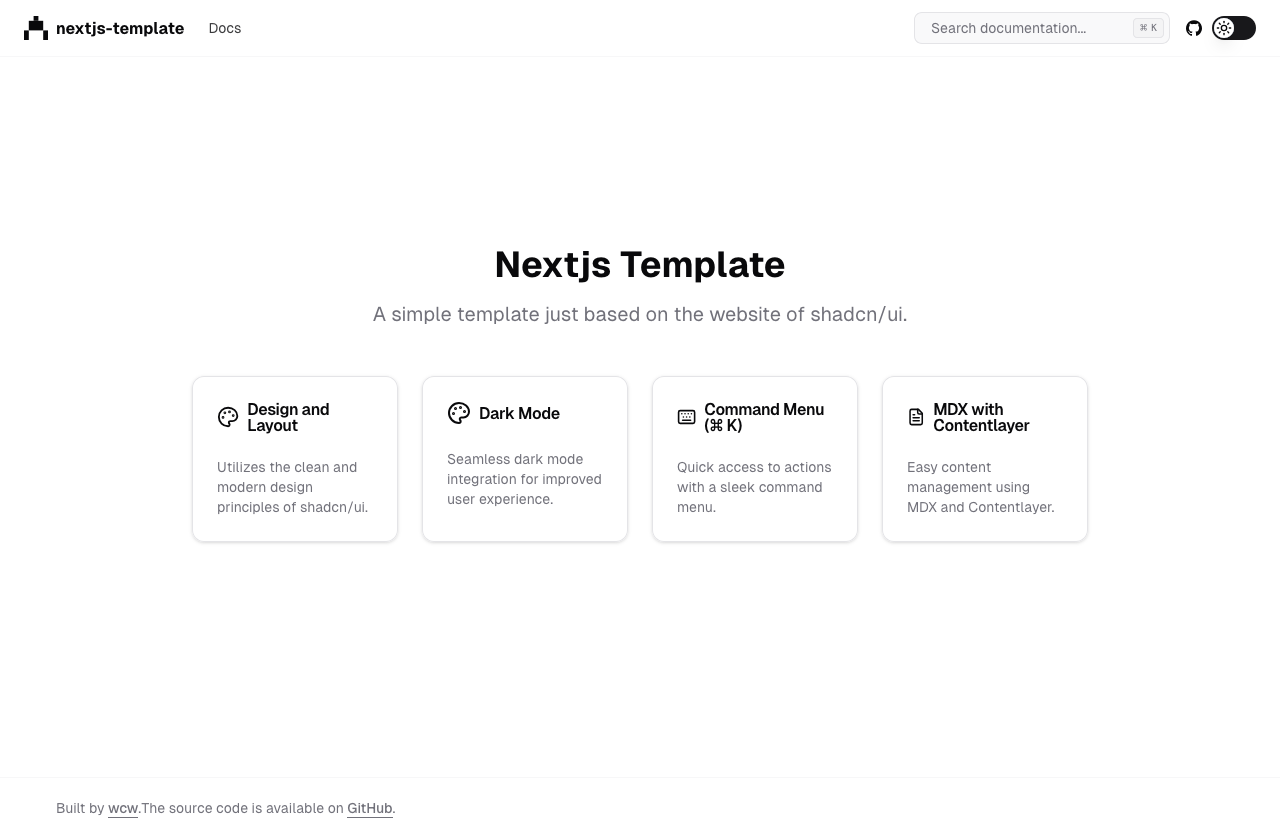 nextjs-template
Docs
Search documentation...
⌘ K
Nextjs Template
A simple template just based on the website of shadcn/ui.
Design and
Layout
Utilizes the clean and
modern design
principles of shadcn/ui.
Dark Mode
Seamless dark mode
integration for improved
user experience.
Command Menu
(⌘ K)
Quick access to actions
with a sleek command
menu.
MDX with
Contentlayer
Easy content
management using
MDX and Contentlayer.
Built by wcw.The source code is available on GitHub.